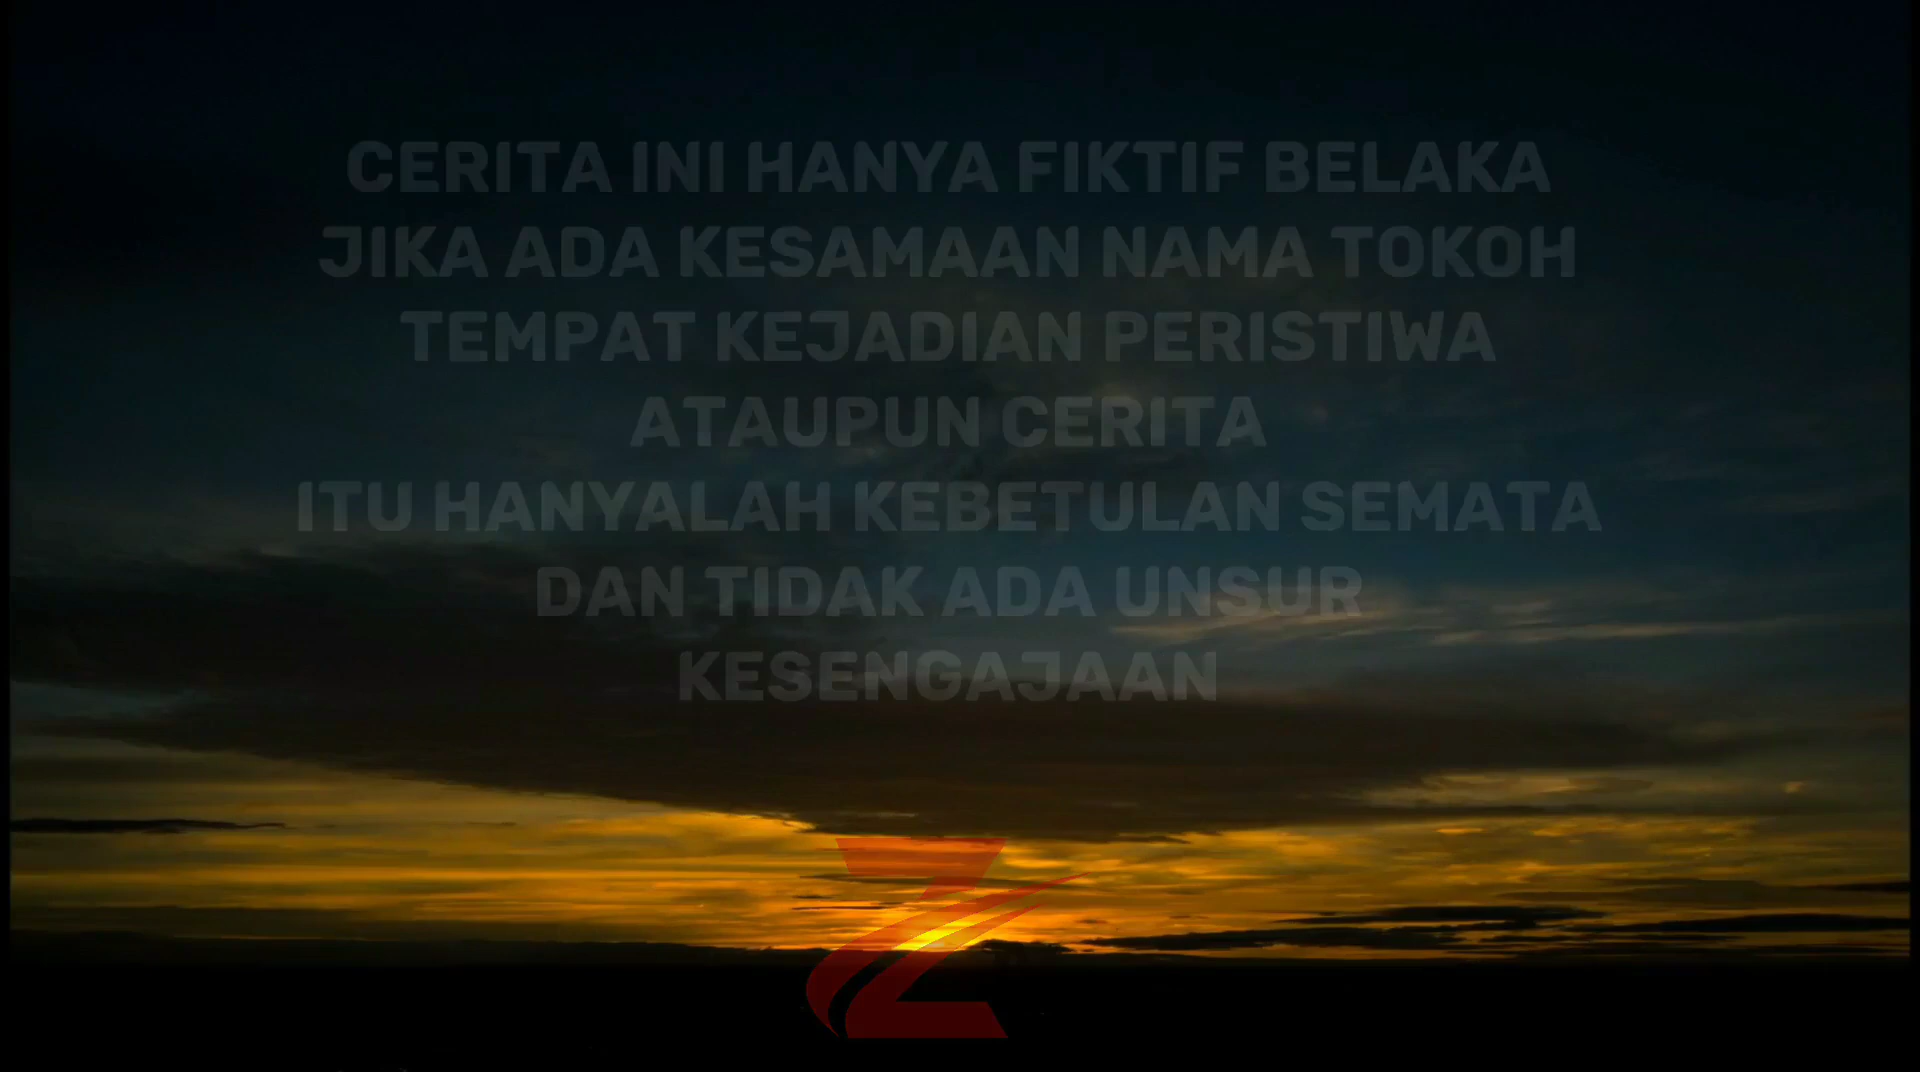 CERITA INI HANYA FIKTIF BELAKA
JIKA ADA KESAMAAN NAMA TOKOH
TEMPAT KEJADIAN PERISTIWA
ATAUPUN CERITA
ITU HANYALAH KEBETULAN SEMATA
DAN TIDAK ADA UNSUR
KESENGAJAAN
Z